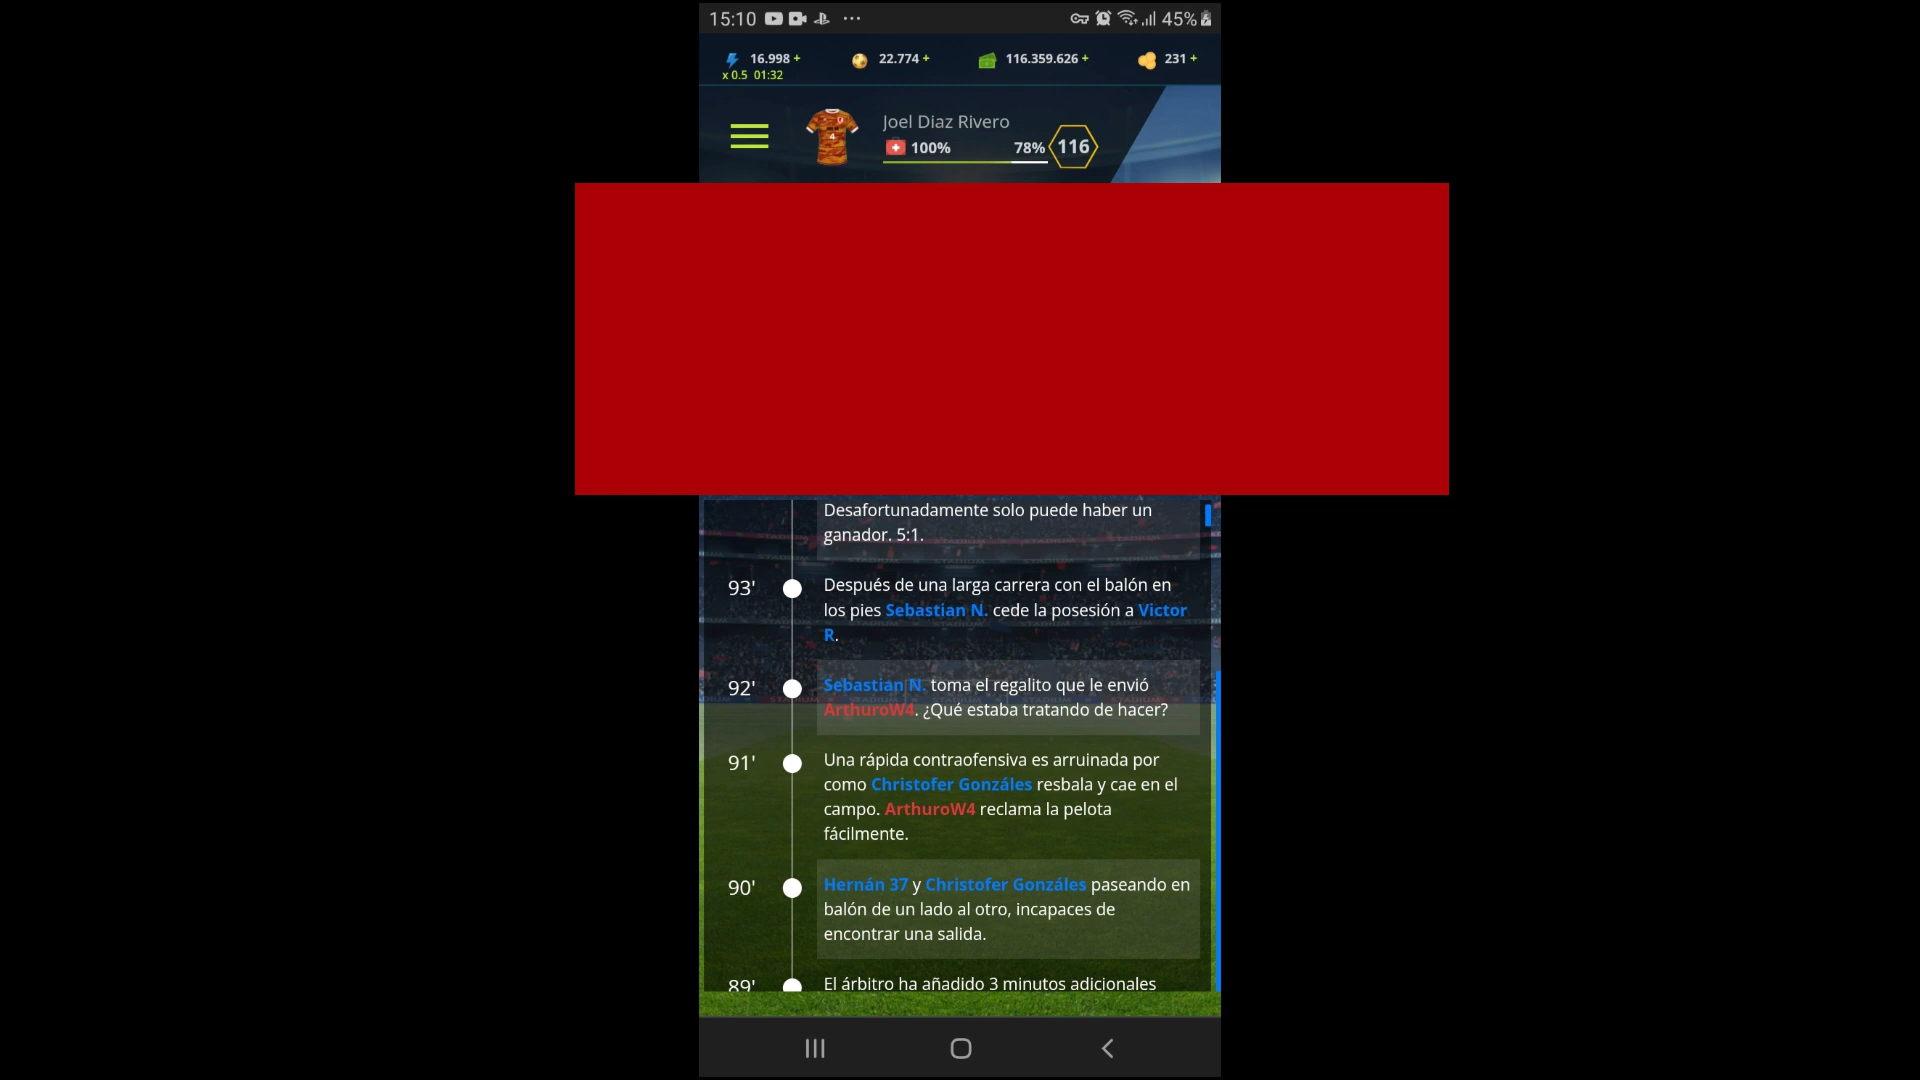 15:10 ... 45%
16.998 + 22.774 + 116.359.626 + 231 +
x 0.5 01:32
4
Joel Diaz Rivero
100% 78% 116
Desafortunadamente solo puede haber un
ganador. 5:1.
93' Después de una larga carrera con el balón en
los pies Sebastian N. cede la posesión a Victor
R.
92' Sebastian N. toma el regalito que le envió
ArthuroW4. ¿Qué estaba tratando de hacer?
91' Una rápida contraofensiva es arruinada por
como Christofer Gonzáles resbala y cae en el
campo. ArthuroW4 reclama la pelota
fácilmente.
90' Hernán 37 y Christofer Gonzáles paseando en
balón de un lado al otro, incapaces de
encontrar una salida.
89' El árbitro ha añadido 3 minutos adicionales